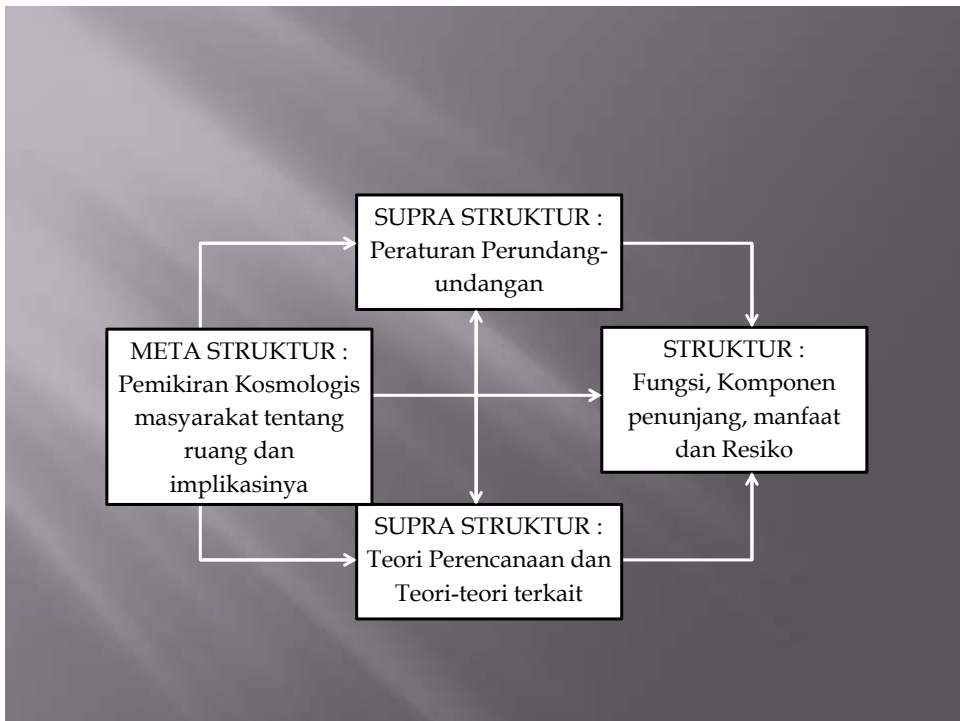 SUPRA STRUKTUR :
Peraturan Perundang-
undangan
META STRUKTUR :
Pemikiran Kosmologis
masyarakat tentang
ruang dan
implikasinya
STRUKTUR :
Fungsi, Komponen
penunjang, manfaat
dan Resiko
SUPRA STRUKTUR :
Teori Perencanaan dan
Teori-teori terkait